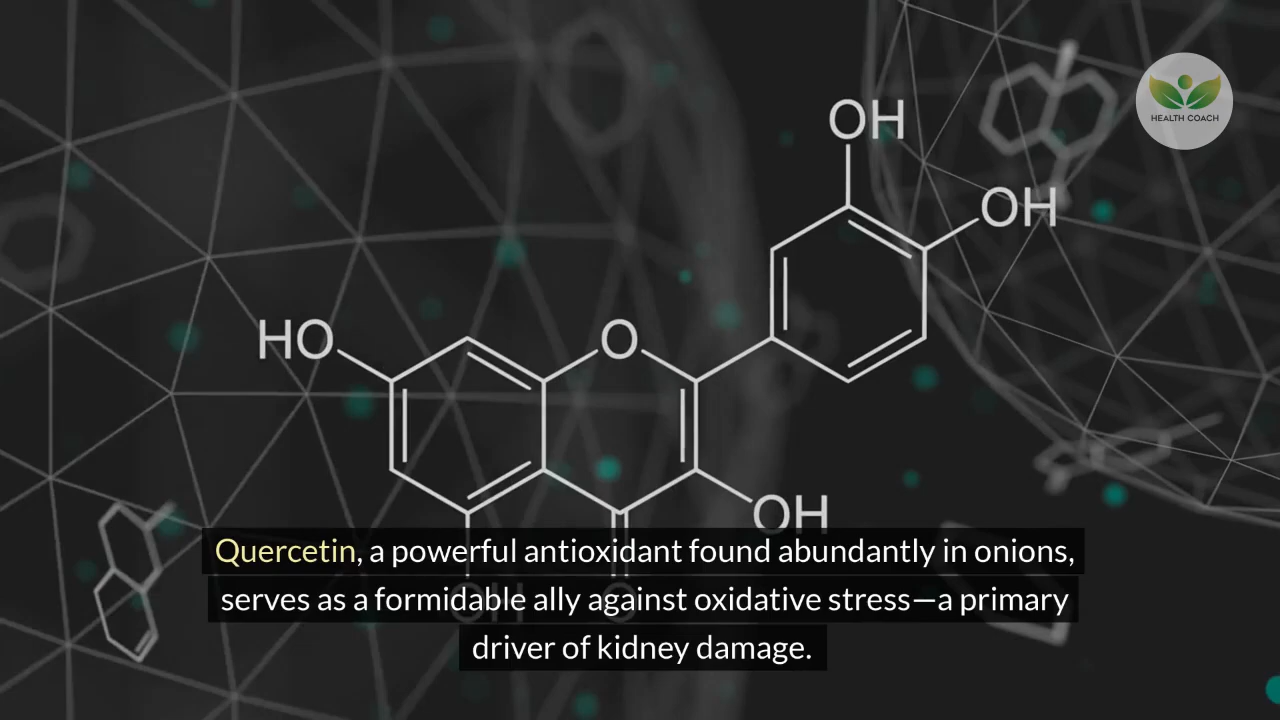 OH
HEALTH COACH
OH
HO
O
OH
Quercetin, a powerful antioxidant found abundantly in onions,
serves as a formidable ally against oxidative stress—a primary
driver of kidney damage.
OH
O